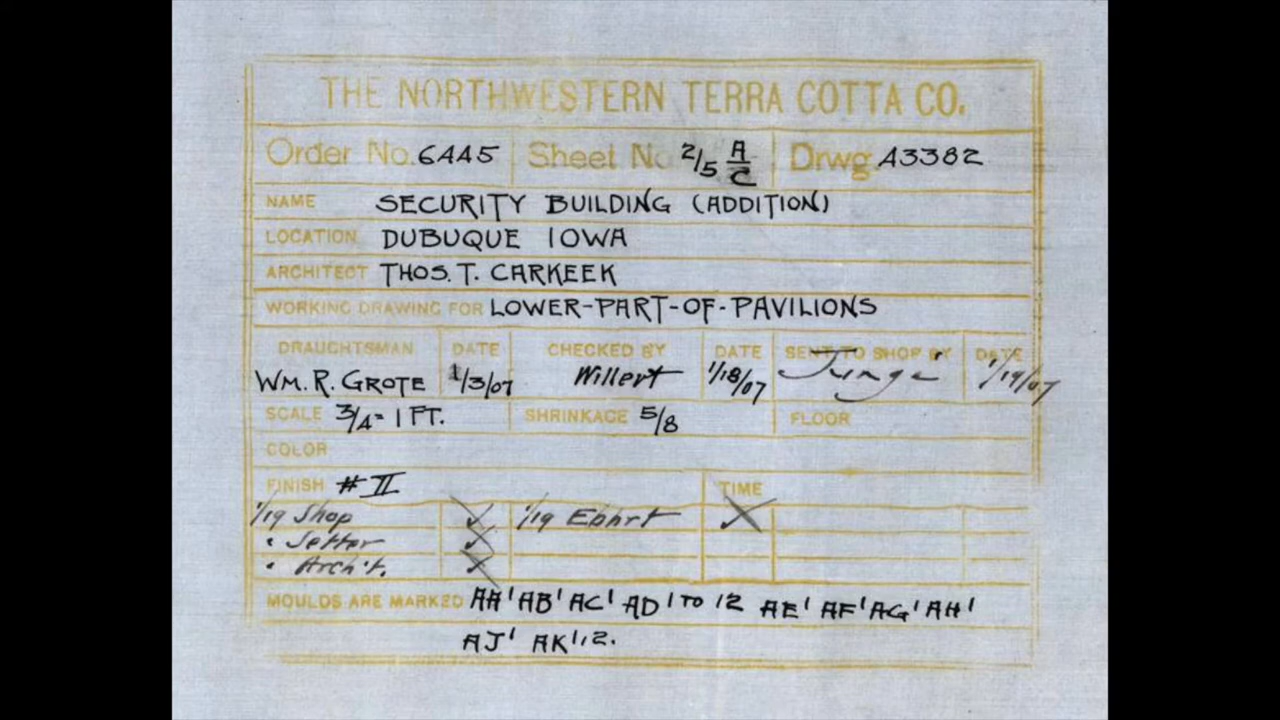 THE NORTHWESTERN TERRA COTTA CO.
Order No. 6445 Sheet No 2/5 A/C Drwg A3382
NAME SECURITY BUILDING (ADDITION)
LOCATION DUBUQUE IOWA
ARCHITECT THOS. T. CARKEEK
WORKING DRAWING FOR LOWER-PART-OF-PAVILIONS
DRAUGHTSMAN DATE CHECKED BY DATE SENT TO SHOP BY DATE
WM. R. GROTE 1/3/07 Willert 1/18/07 1/19/07
SCALE 3/4 = 1 FT. SHRINKAGE 5/8 FLOOR
COLOR
FINISH # II TIME
1/19 Shop ✓ 1/19 Ebhrt
" Setter ✓
" Archit. ✓
MOULDS ARE MARKED AA' AB' AC' AD' TO 12 AE' AF' AG' AH'
AJ' AK'1,2.